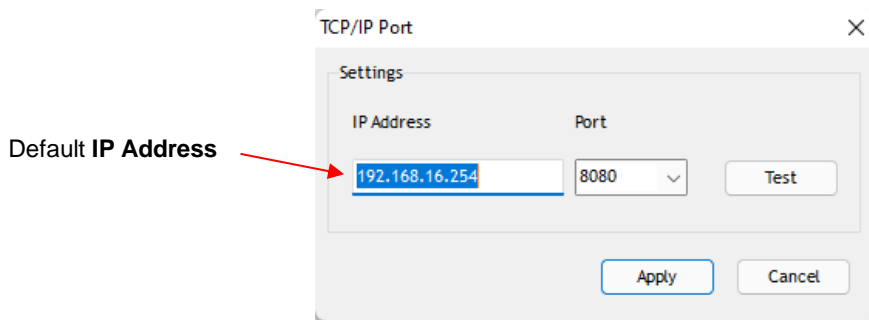 TCP/IP Port
Settings
IP Address Port
Default IP Address
192.168.16.254 8080 Test
Apply Cancel